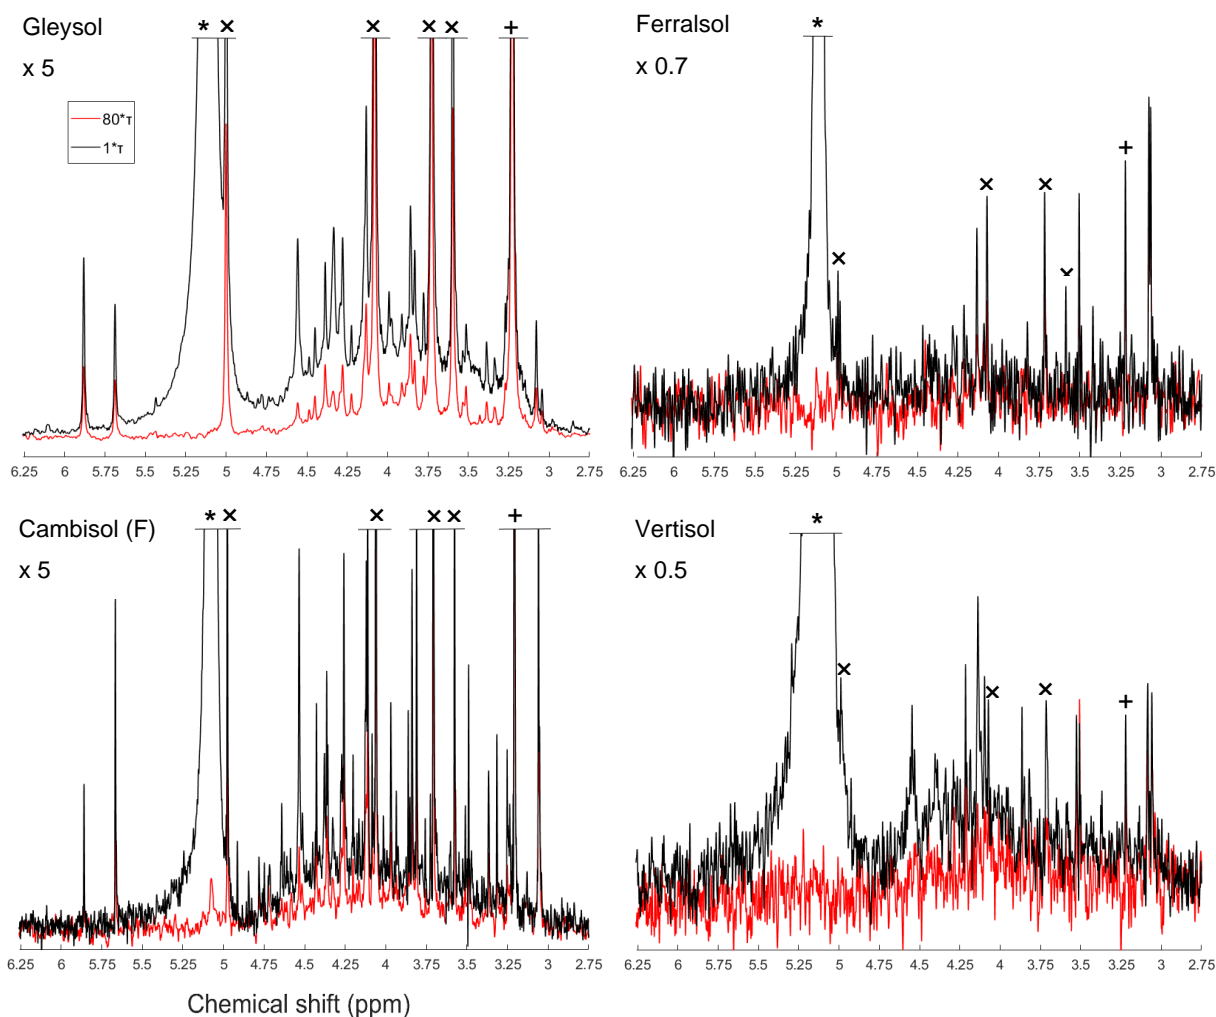 Gleysol
x 5
* × × × × +
80*τ
1*τ
6.25 6 5.75 5.5 5.25 5 4.75 4.5 4.25 4 3.75 3.5 3.25 3 2.75
Ferralsol
x 0.7
* × × × × +
6.25 6 5.75 5.5 5.25 5 4.75 4.5 4.25 4 3.75 3.5 3.25 3 2.75
Cambisol (F)
x 5
* × × × × +
6.25 6 5.75 5.5 5.25 5 4.75 4.5 4.25 4 3.75 3.5 3.25 3 2.75
Vertisol
x 0.5
* × × × +
6.25 6 5.75 5.5 5.25 5 4.75 4.5 4.25 4 3.75 3.5 3.25 3 2.75
Chemical shift (ppm)